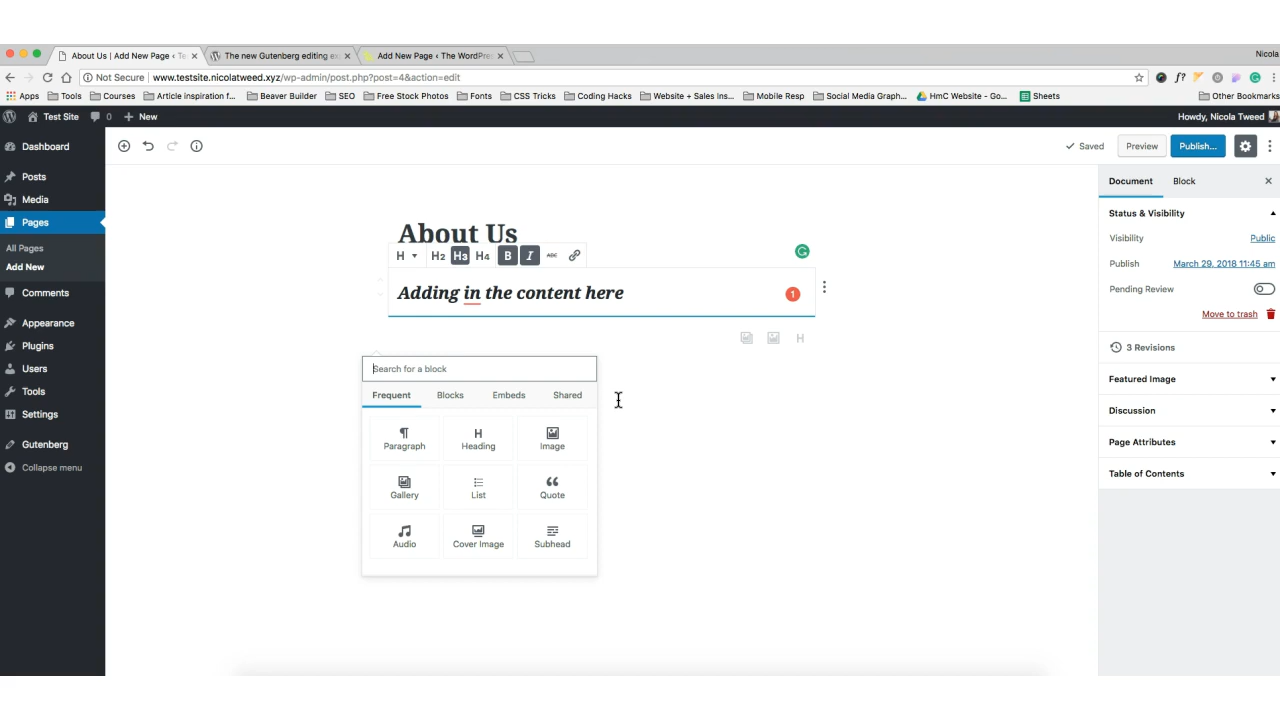 About Us | Add New Page ‹ Te
The new Gutenberg editing ex
Add New Page ‹ The WordPre
Nicola
Not Secure | www.testsite.nicolatweed.xyz/wp-admin/post.php?post=4&action=edit
Apps Tools Courses Article inspiration f... Beaver Builder SEO Free Stock Photos Fonts CSS Tricks Coding Hacks Website + Sales Ins... Mobile Resp Social Media Graph... HmC Website - Go... Sheets Other Bookmarks
Test Site 0 + New Howdy, Nicola Tweed
Dashboard
Posts
Media
Pages
All Pages
Add New
Comments
Appearance
Plugins
Users
Tools
Settings
Gutenberg
Collapse menu
Saved Preview Publish...
About Us
H H2 H3 H4 B I ABC
Adding in the content here
1
H
Search for a block
Frequent Blocks Embeds Shared
Paragraph Heading Image
Gallery List Quote
Audio Cover Image Subhead
Document Block
Status & Visibility
Visibility Public
Publish March 29, 2018 11:45 am
Pending Review
Move to trash
3 Revisions
Featured Image
Discussion
Page Attributes
Table of Contents